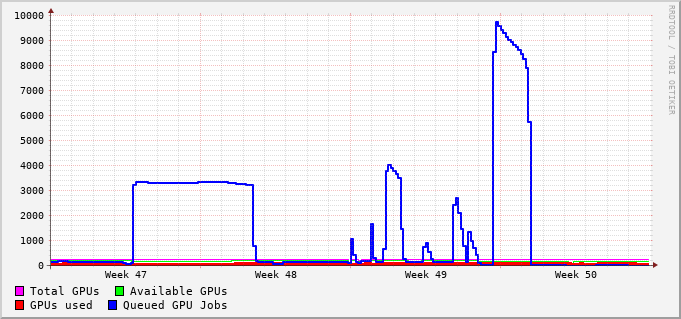 10000
9000
8000
7000
6000
5000
4000
3000
2000
1000
0
Week 47 Week 48 Week 49 Week 50
Total GPUs Available GPUs
GPUs used Queued GPU Jobs
RRDTOOL / TOBI OETIKER